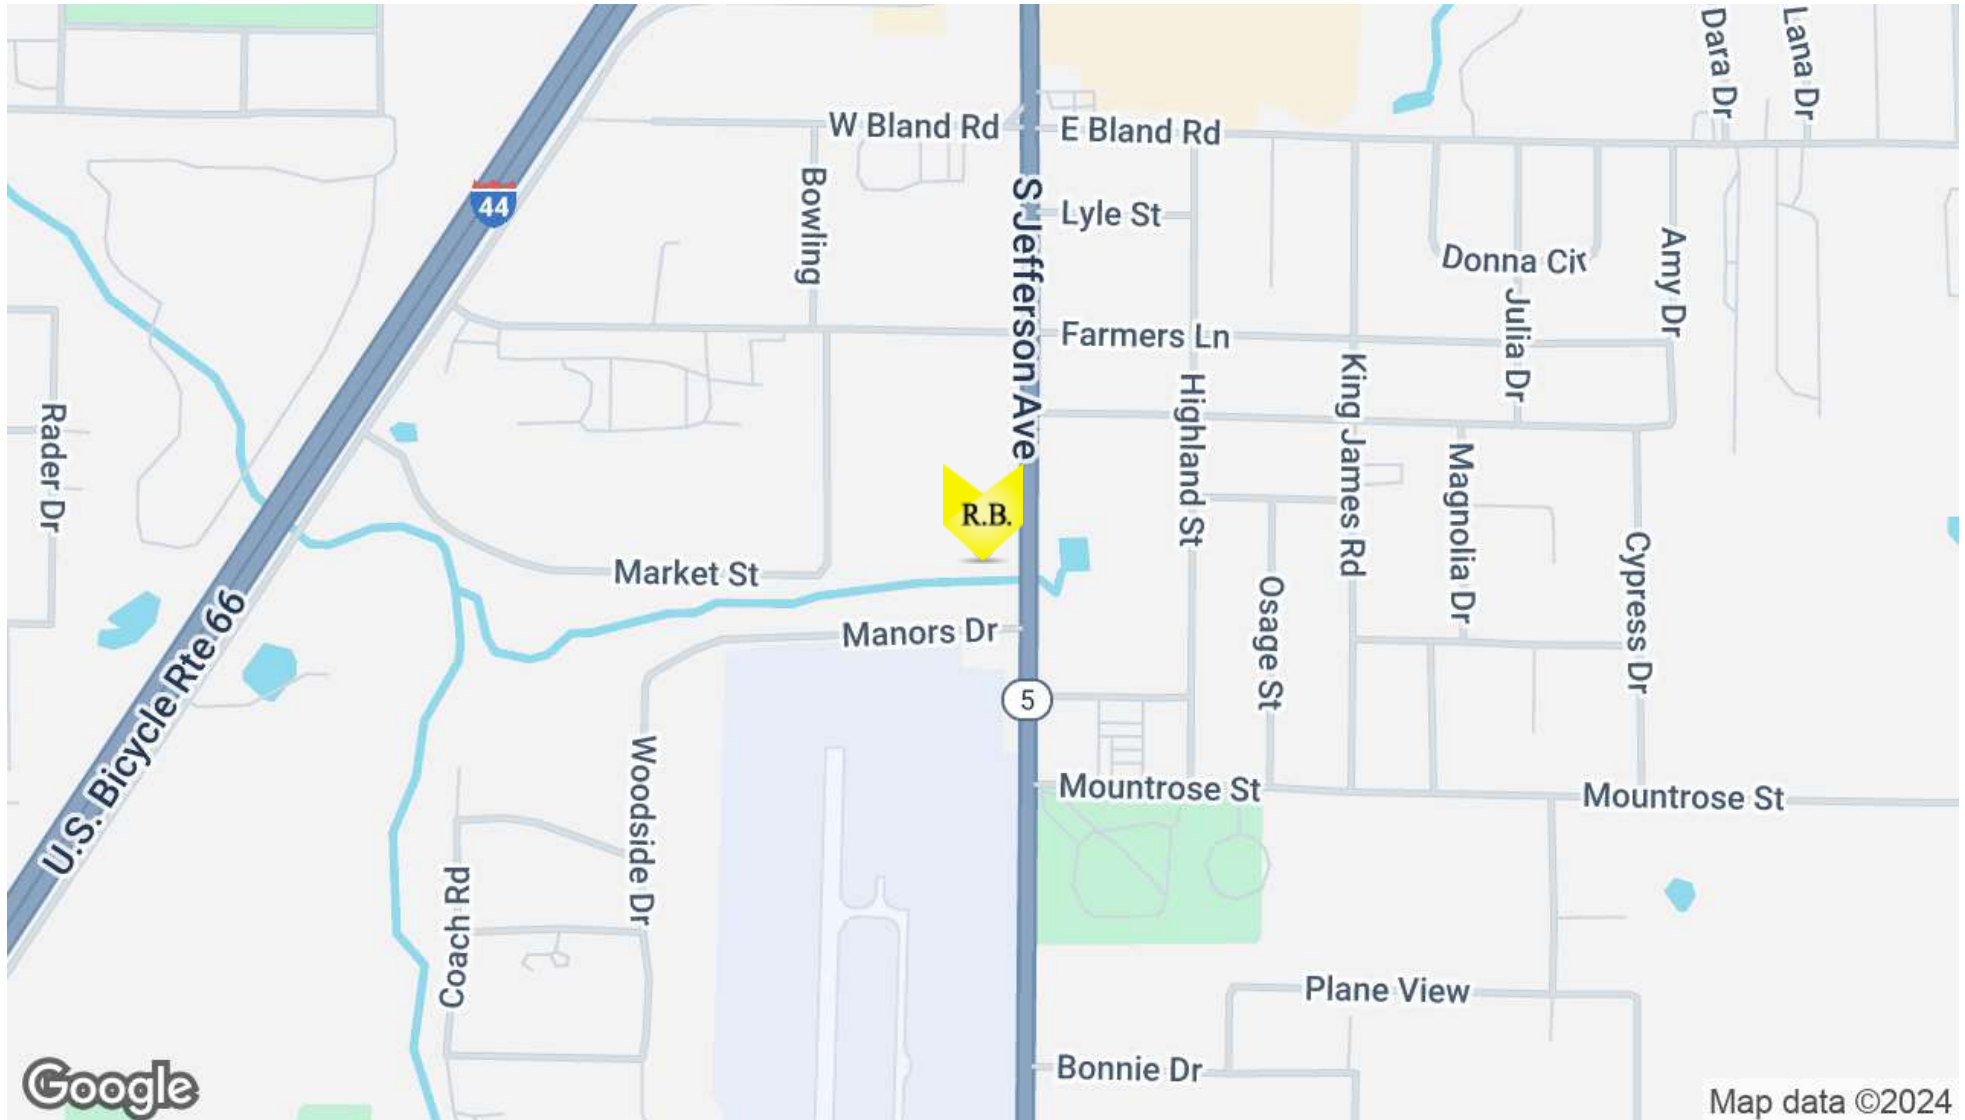 Dara Dr
Lana Dr
W Bland Rd
E Bland Rd
44
Bowling
S Jefferson Ave
Lyle St
Donna Cir
Amy Dr
Julia Dr
Farmers Ln
Highland St
King James Rd
Rader Dr
Magnolia Dr
R.B.
Market St
Cypress Dr
Osage St
Manors Dr
U.S. Bicycle Rte 66
5
Woodside Dr
Mountrose St
Mountrose St
Coach Rd
Plane View
Bonnie Dr
Google
Map data ©2024